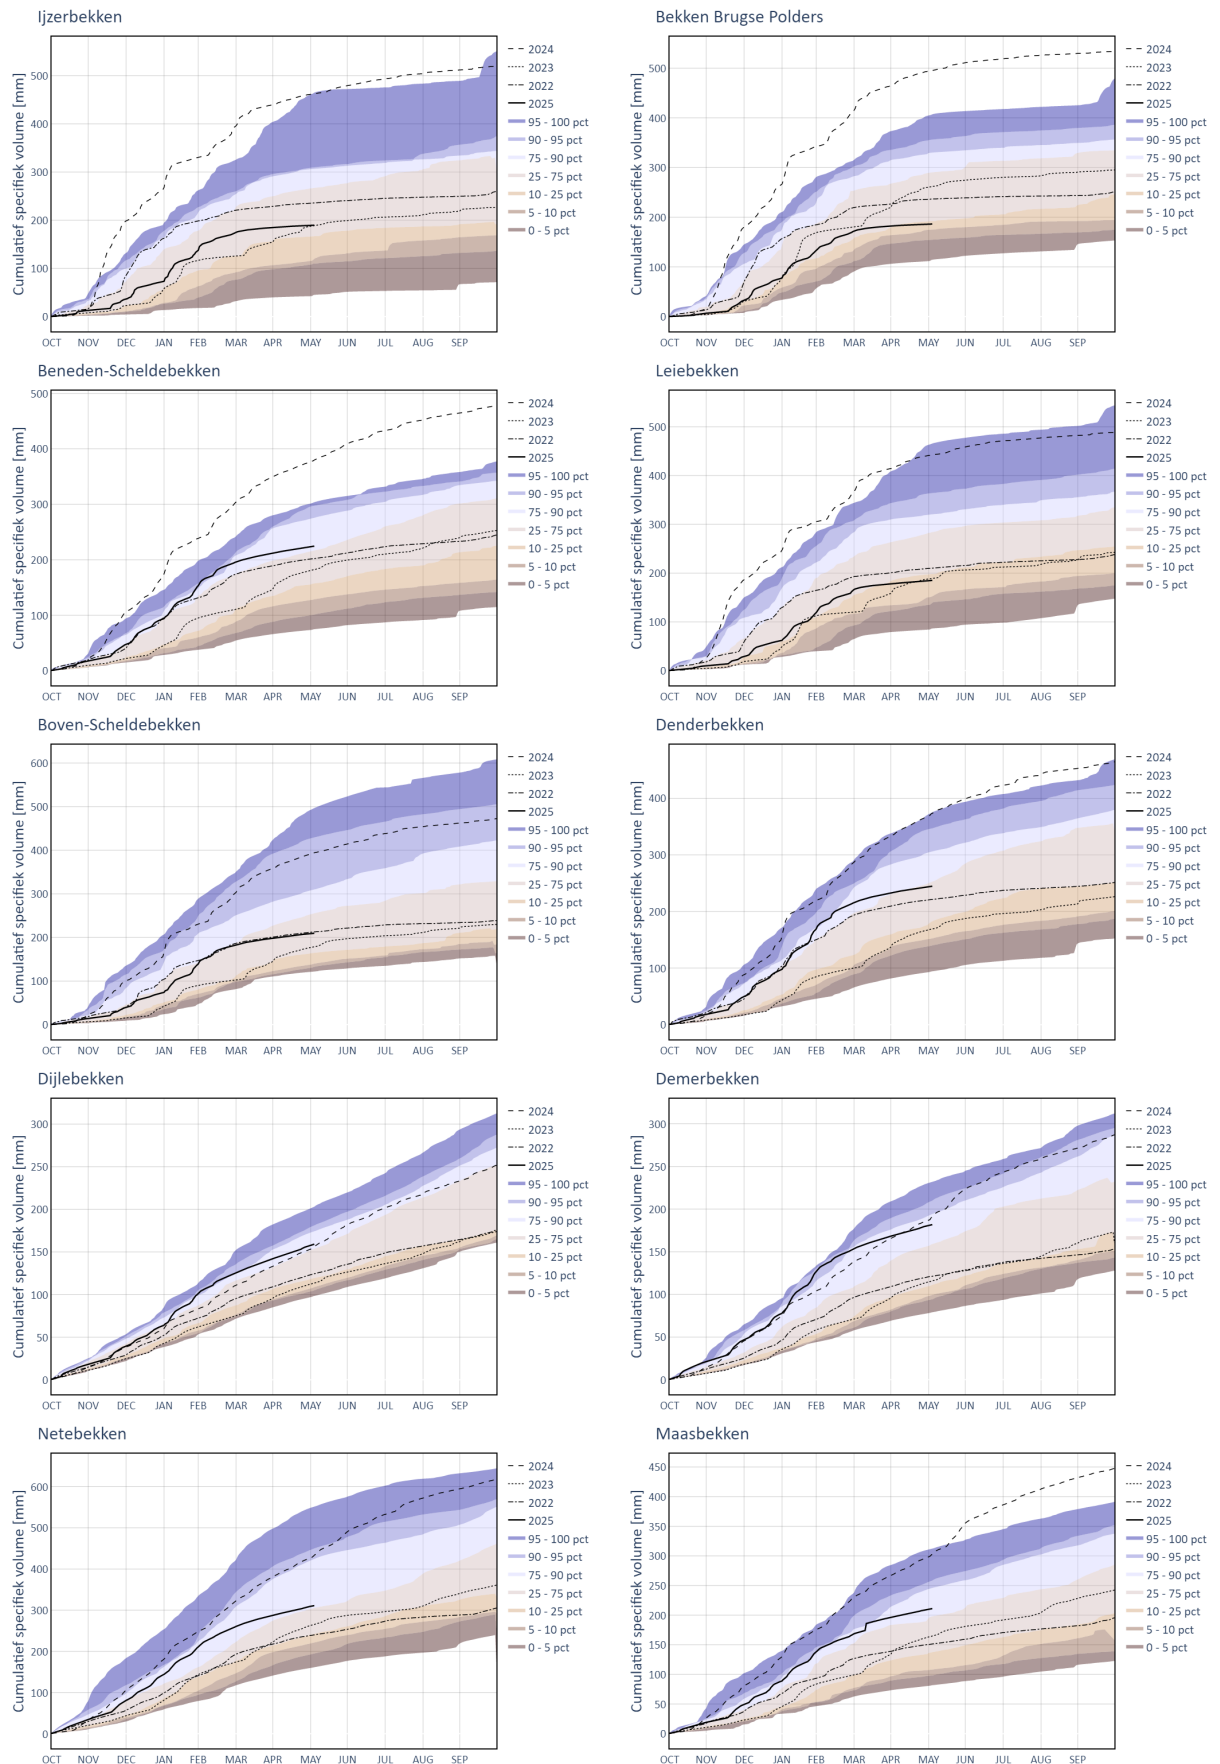 Ijzerbekken
Cumulatief specifiek volume [mm]
500
400
300
200
100
0
OCT NOV DEC JAN FEB MAR APR MAY JUN JUL AUG SEP
2024
2023
2022
2025
95 - 100 pct
90 - 95 pct
75 - 90 pct
25 - 75 pct
10 - 25 pct
5 - 10 pct
0 - 5 pct
Bekken Brugse Polders
Cumulatief specifiek volume [mm]
500
400
300
200
100
0
OCT NOV DEC JAN FEB MAR APR MAY JUN JUL AUG SEP
2024
2023
2022
2025
95 - 100 pct
90 - 95 pct
75 - 90 pct
25 - 75 pct
10 - 25 pct
5 - 10 pct
0 - 5 pct
Beneden-Scheldebekken
Cumulatief specifiek volume [mm]
500
400
300
200
100
0
OCT NOV DEC JAN FEB MAR APR MAY JUN JUL AUG SEP
2024
2023
2022
2025
95 - 100 pct
90 - 95 pct
75 - 90 pct
25 - 75 pct
10 - 25 pct
5 - 10 pct
0 - 5 pct
Leiebekken
Cumulatief specifiek volume [mm]
500
400
300
200
100
0
OCT NOV DEC JAN FEB MAR APR MAY JUN JUL AUG SEP
2024
2023
2022
2025
95 - 100 pct
90 - 95 pct
75 - 90 pct
25 - 75 pct
10 - 25 pct
5 - 10 pct
0 - 5 pct
Boven-Scheldebekken
Cumulatief specifiek volume [mm]
600
500
400
300
200
100
0
OCT NOV DEC JAN FEB MAR APR MAY JUN JUL AUG SEP
2024
2023
2022
2025
95 - 100 pct
90 - 95 pct
75 - 90 pct
25 - 75 pct
10 - 25 pct
5 - 10 pct
0 - 5 pct
Denderbekken
Cumulatief specifiek volume [mm]
400
300
200
100
0
OCT NOV DEC JAN FEB MAR APR MAY JUN JUL AUG SEP
2024
2023
2022
2025
95 - 100 pct
90 - 95 pct
75 - 90 pct
25 - 75 pct
10 - 25 pct
5 - 10 pct
0 - 5 pct
Dijlebekken
Cumulatief specifiek volume [mm]
300
250
200
150
100
50
0
OCT NOV DEC JAN FEB MAR APR MAY JUN JUL AUG SEP
2024
2023
2022
2025
95 - 100 pct
90 - 95 pct
75 - 90 pct
25 - 75 pct
10 - 25 pct
5 - 10 pct
0 - 5 pct
Demerbekken
Cumulatief specifiek volume [mm]
300
250
200
150
100
50
0
OCT NOV DEC JAN FEB MAR APR MAY JUN JUL AUG SEP
2024
2023
2022
2025
95 - 100 pct
90 - 95 pct
75 - 90 pct
25 - 75 pct
10 - 25 pct
5 - 10 pct
0 - 5 pct
Netebekken
Cumulatief specifiek volume [mm]
600
500
400
300
200
100
0
OCT NOV DEC JAN FEB MAR APR MAY JUN JUL AUG SEP
2024
2023
2022
2025
95 - 100 pct
90 - 95 pct
75 - 90 pct
25 - 75 pct
10 - 25 pct
5 - 10 pct
0 - 5 pct
Maasbekken
Cumulatief specifiek volume [mm]
450
400
350
300
250
200
150
100
50
0
OCT NOV DEC JAN FEB MAR APR MAY JUN JUL AUG SEP
2024
2023
2022
2025
95 - 100 pct
90 - 95 pct
75 - 90 pct
25 - 75 pct
10 - 25 pct
5 - 10 pct
0 - 5 pct